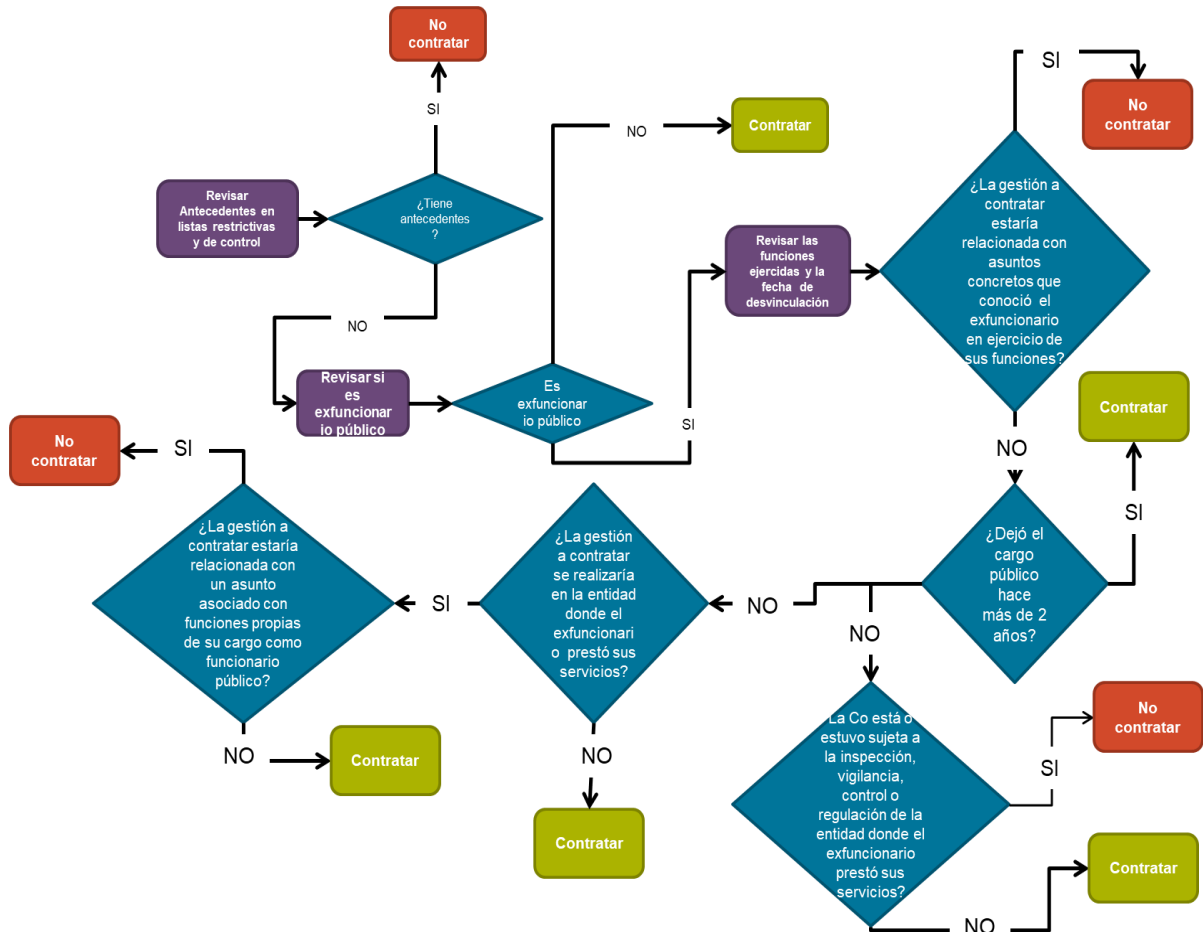 No
contratar
SI
Revisar
Antecedentes en
listas restrictivas
y de control
¿Tiene
antecedentes
?
NO
Revisar si
es
exfuncionar
io público
Es
exfuncionar
io público
NO
Contratar
SI
Revisar las
funciones
ejercidas y la
fecha de
desvinculación
¿La gestión a
contratar
estaría
relacionada con
asuntos
concretos que
conoció el
exfuncionario
en ejercicio de
sus funciones?
SI
No
contratar
NO
¿Dejó el
cargo
público
hace
más de 2
años?
SI
Contratar
NO
¿La gestión
a contratar
se realizaría
en la entidad
donde el
exfuncionari
o prestó sus
servicios?
SI
¿La gestión a
contratar estaría
relacionada con
un asunto
asociado con
funciones propias
de su cargo como
funcionario
público?
SI
No
contratar
NO
Contratar
NO
Contratar
NO
La Co está o
estuvo sujeta a
la inspección,
vigilancia,
control o
regulación de la
entidad donde el
exfuncionario
prestó sus
servicios?
SI
No
contratar
NO
Contratar